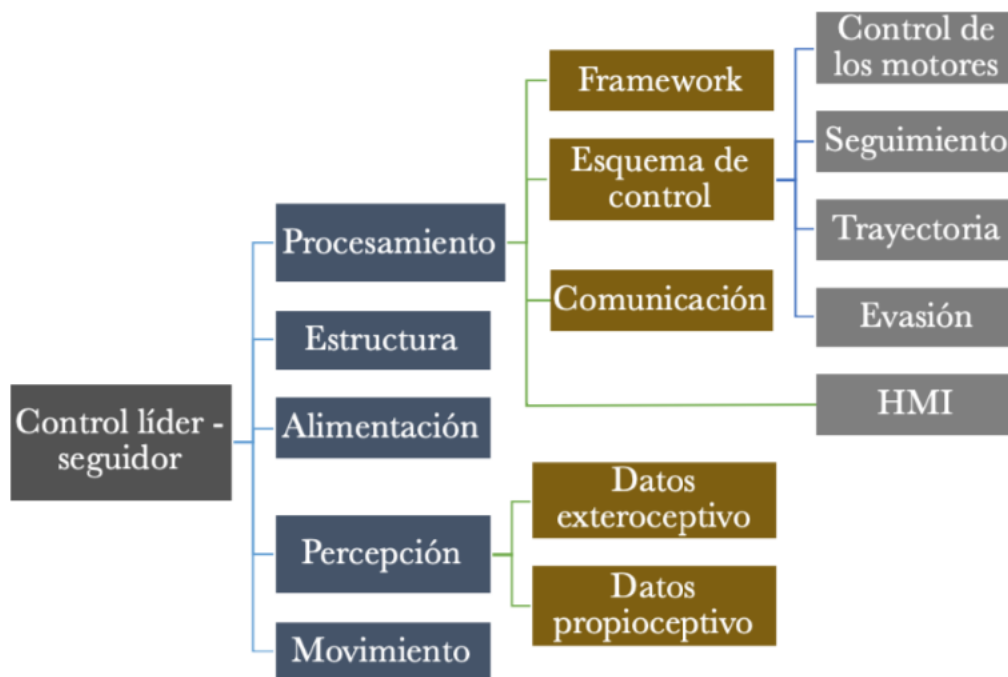 Control líder -
seguidor
Procesamiento
Estructura
Alimentación
Percepción
Movimiento
Framework
Esquema de
control
Comunicación
Datos
exteroceptivo
Datos
propioceptivo
Control de
los motores
Seguimiento
Trayectoria
Evasión
HMI